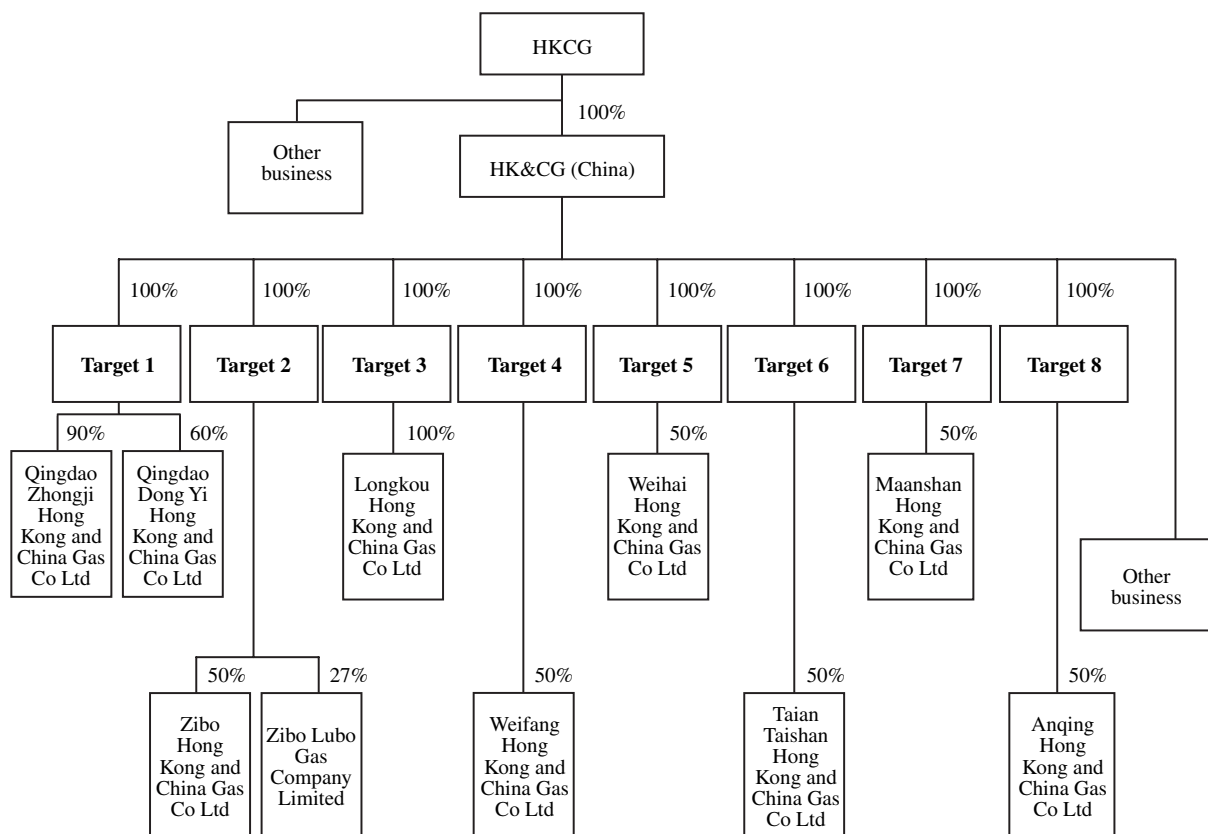 HKCG
100%
Other
business
HK&CG (China)
100%
100%
100%
100%
100%
100%
100%
100%
Target 1
Target 2
Target 3
Target 4
Target 5
Target 6
Target 7
Target 8
90%
60%
100%
50%
50%
Qingdao
Zhongji
Hong
Kong and
China Gas
Co Ltd
Qingdao
Dong Yi
Hong
Kong and
China Gas
Co Ltd
Longkou
Hong
Kong and
China Gas
Co Ltd
Weihai
Hong
Kong and
China Gas
Co Ltd
Maanshan
Hong
Kong and
China Gas
Co Ltd
Other
business
50%
27%
50%
50%
50%
Zibo
Hong
Kong and
China Gas
Co Ltd
Zibo Lubo
Gas
Company
Limited
Weifang
Hong
Kong and
China Gas
Co Ltd
Taian
Taishan
Hong
Kong and
China Gas
Co Ltd
Anqing
Hong
Kong and
China Gas
Co Ltd